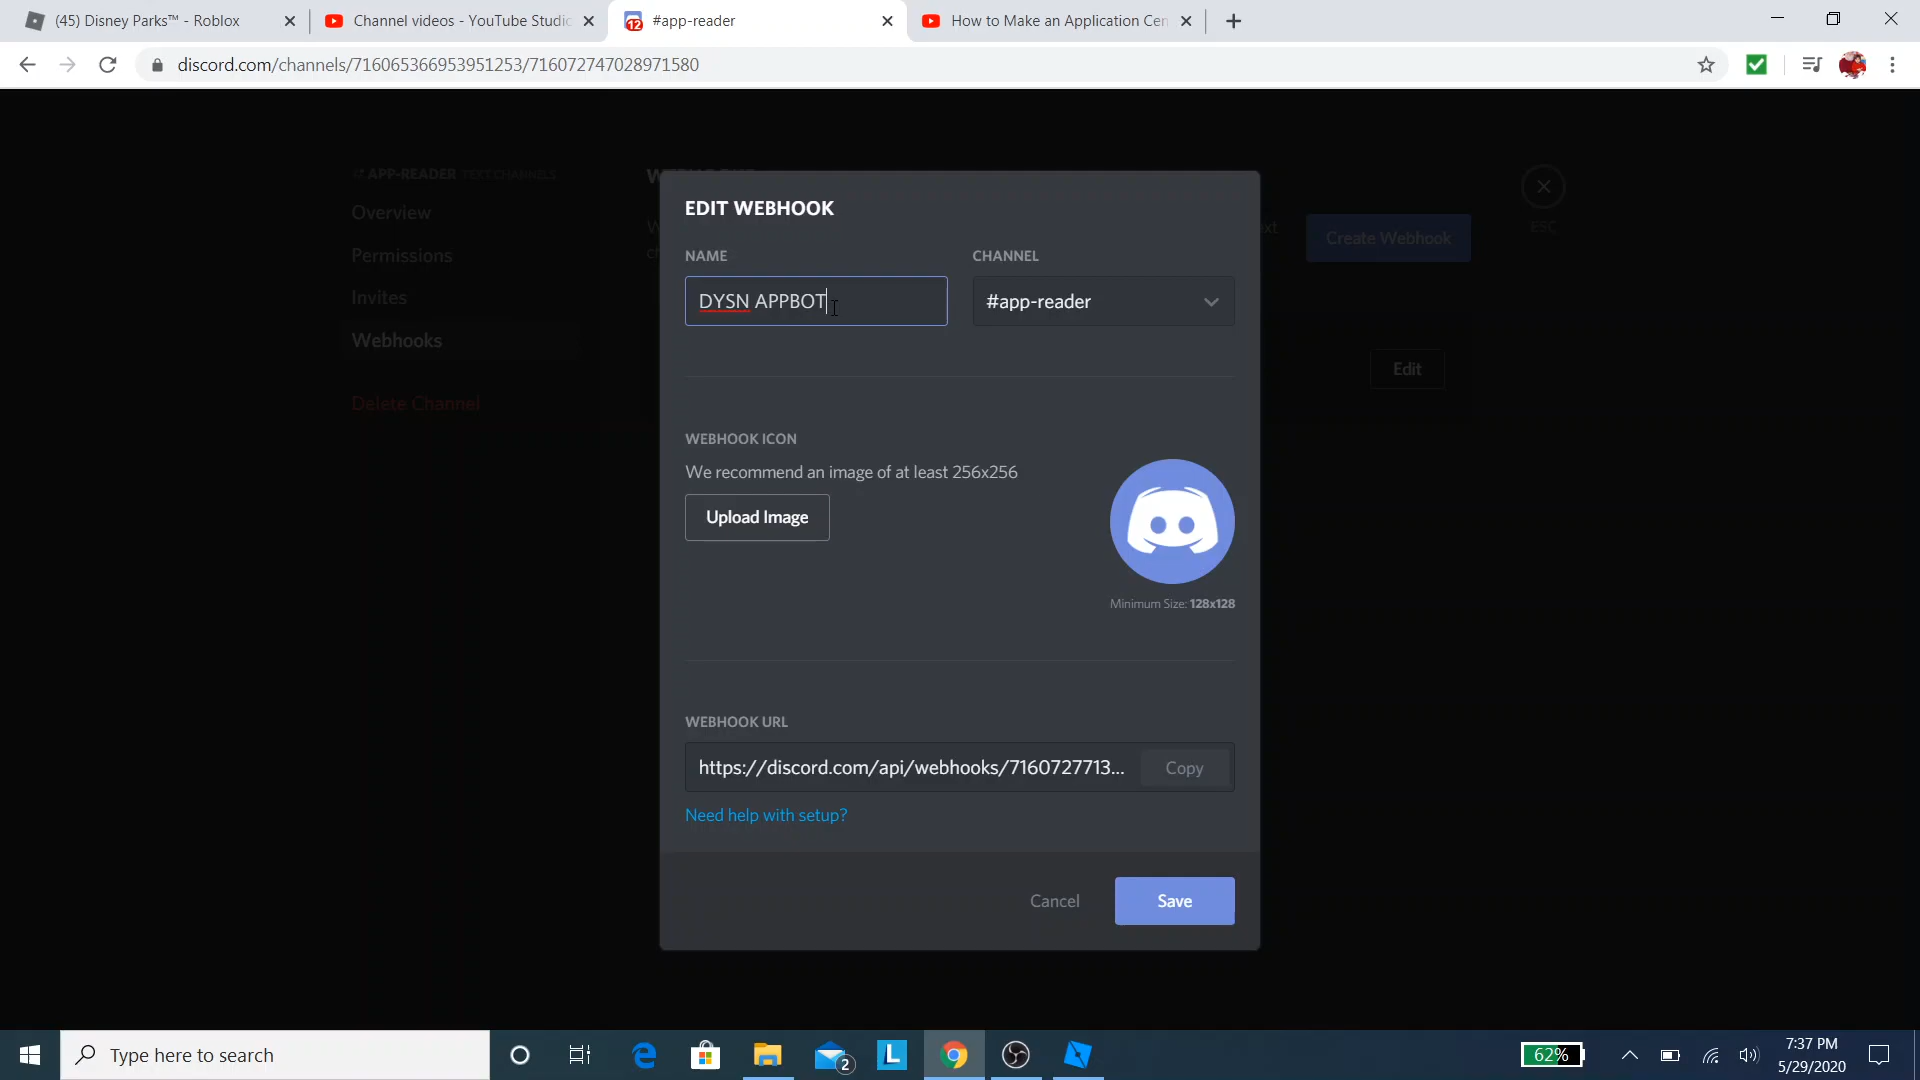 (45) Disney Parks™ - Roblox
Channel videos - YouTube Studio
12
#app-reader
How to Make an Application Cen
discord.com/channels/716065366953951253/716072747028971580
APP-READER TEXT CHANNELS
Overview
Permissions
Invites
Webhooks
Delete Channel
Create Webhook
ESC
Edit
EDIT WEBHOOK
NAME
CHANNEL
DYSN APPBOT
#app-reader
WEBHOOK ICON
We recommend an image of at least 256x256
Upload Image
Minimum Size: 128x128
WEBHOOK URL
https://discord.com/api/webhooks/7160727713...
Copy
Need help with setup?
Cancel
Save
Type here to search
2
L
62%
7:37 PM
5/29/2020